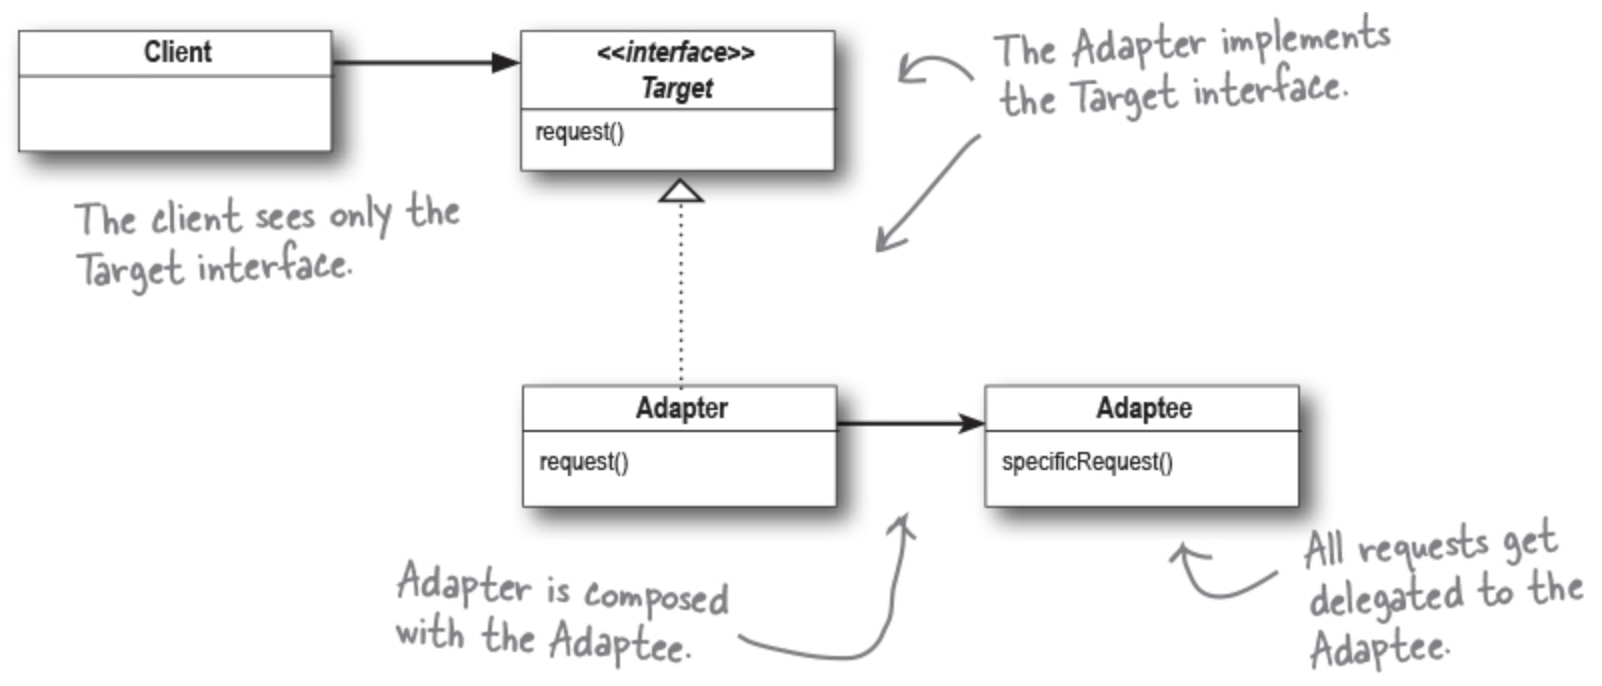 Client
<<interface>>
Target
request()
The Adapter implements
the Target interface.
The client sees only the
Target interface.
Adapter
request()
Adaptee
specificRequest()
Adapter is composed
with the Adaptee.
All requests get
delegated to the
Adaptee.